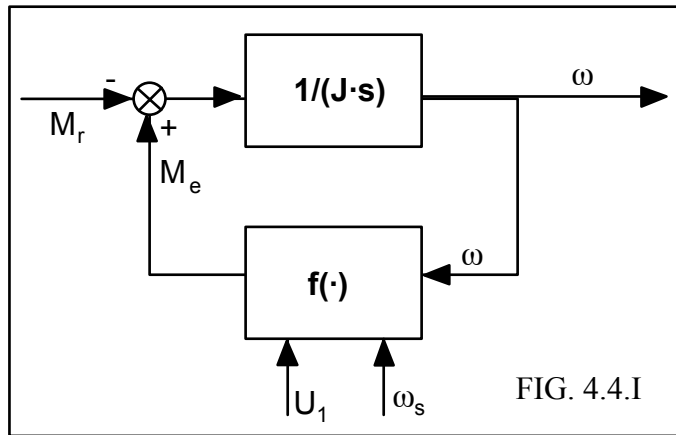 -
1/(J·s)
ω
M_r
+
M_e
ω
f(·)
U_1
ω_s
FIG. 4.4.I